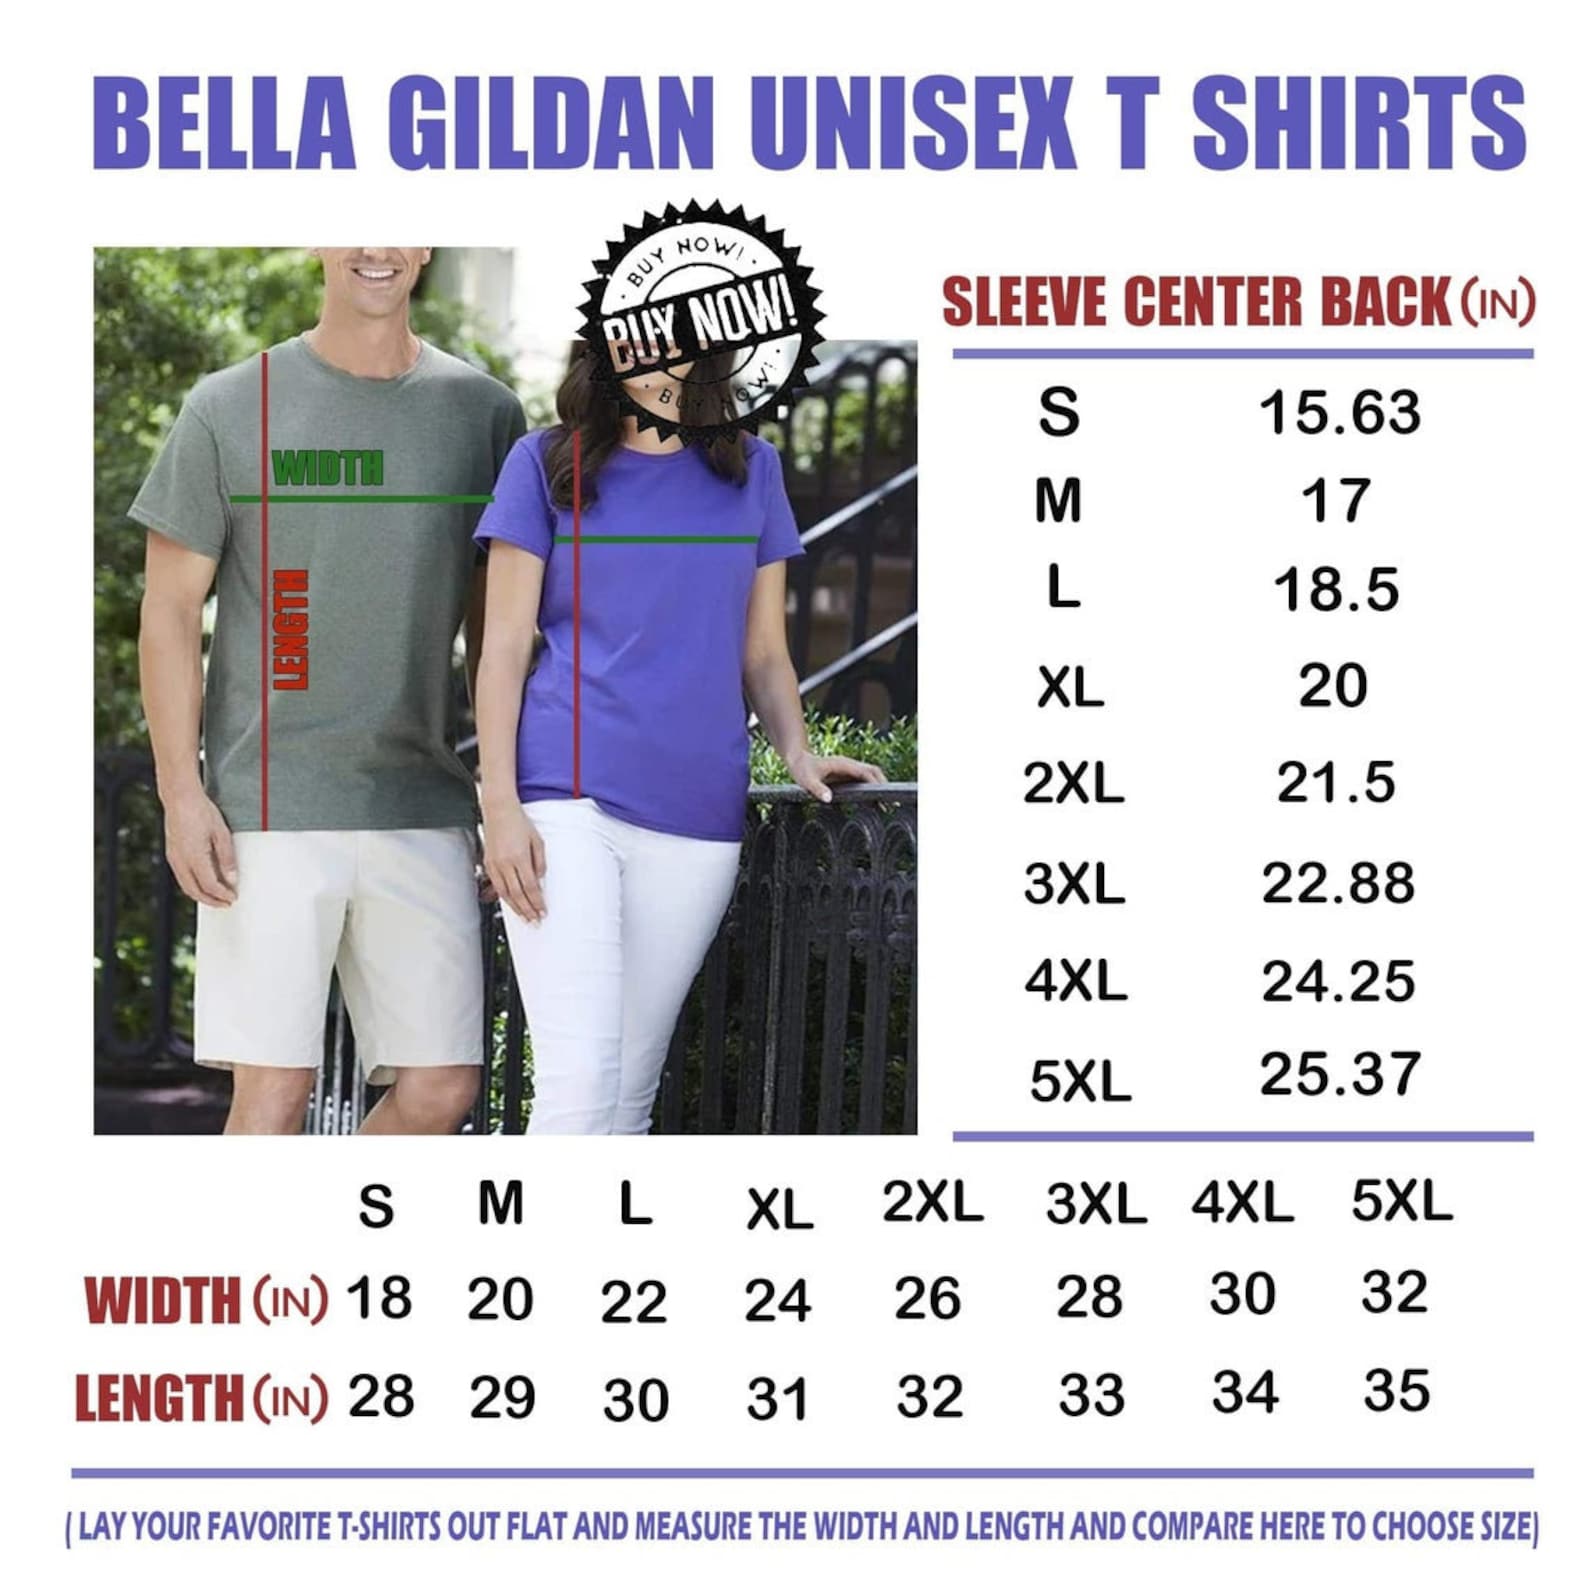 BELLA GILDAN UNISEX T SHIRTS
BUY NOW!
BUY NOW!
BUY NOW!
WIDTH
LENGTH
SLEEVE CENTER BACK (IN)
S 15.63
M 17
L 18.5
XL 20
2XL 21.5
3XL 22.88
4XL 24.25
5XL 25.37
S M L XL 2XL 3XL 4XL 5XL
WIDTH (IN) 18 20 22 24 26 28 30 32
LENGTH (IN) 28 29 30 31 32 33 34 35
( LAY YOUR FAVORITE T-SHIRTS OUT FLAT AND MEASURE THE WIDTH AND LENGTH AND COMPARE HERE TO CHOOSE SIZE)